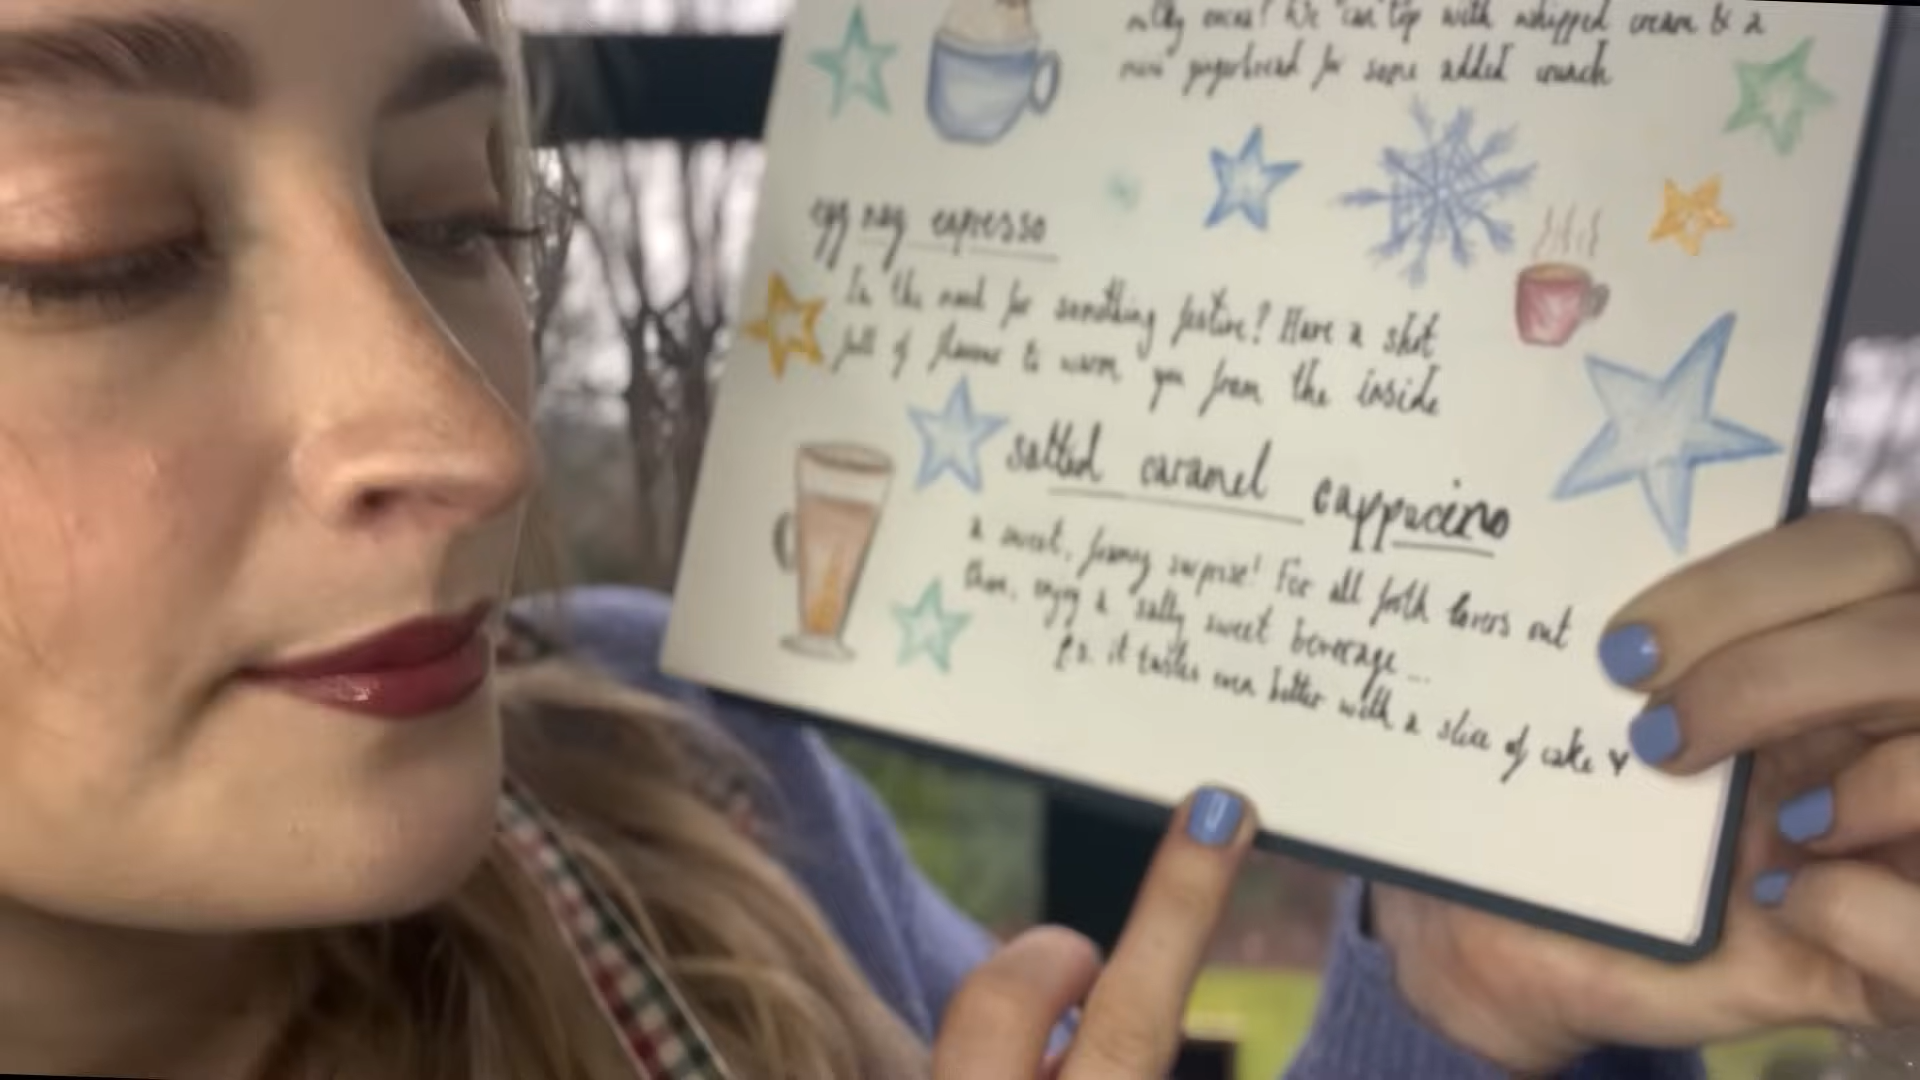 milky cocoa! We can top with whipped cream & a
mini gingerbread for some added crunch
egg nog espresso
In the mood for something festive? Have a shot
full of flavour to warm you from the inside
salted caramel cappucino
a sweet, foamy surprise! For all froth lovers out
there, enjoy a salty sweet beverage...
Ps. it tastes even better with a slice of cake ♥